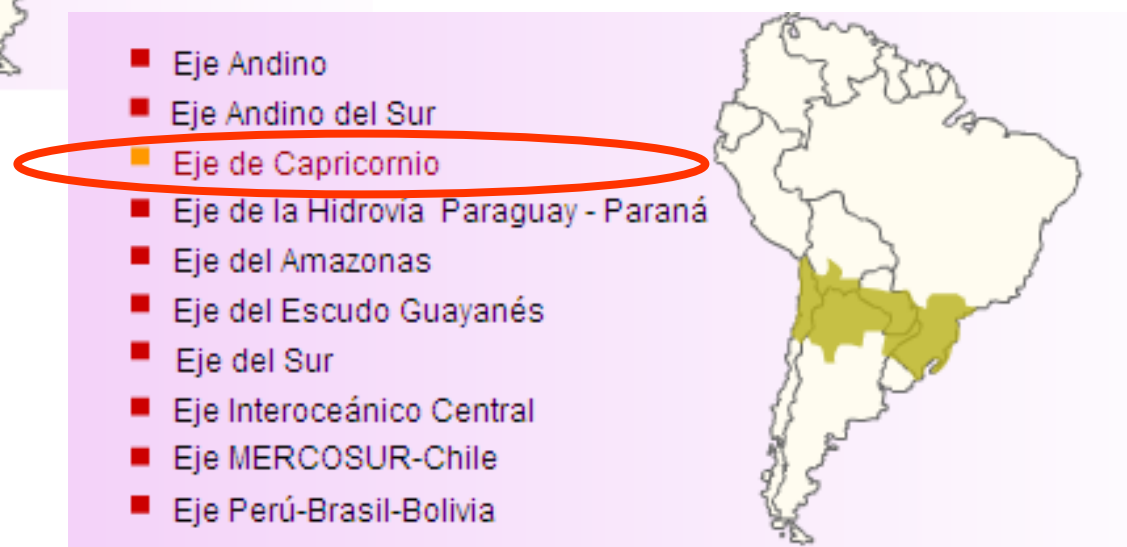 Eje Andino
Eje Andino del Sur
Eje de Capricornio
Eje de la Hidrovía Paraguay - Paraná
Eje del Amazonas
Eje del Escudo Guayanés
Eje del Sur
Eje Interoceánico Central
Eje MERCOSUR-Chile
Eje Perú-Brasil-Bolivia